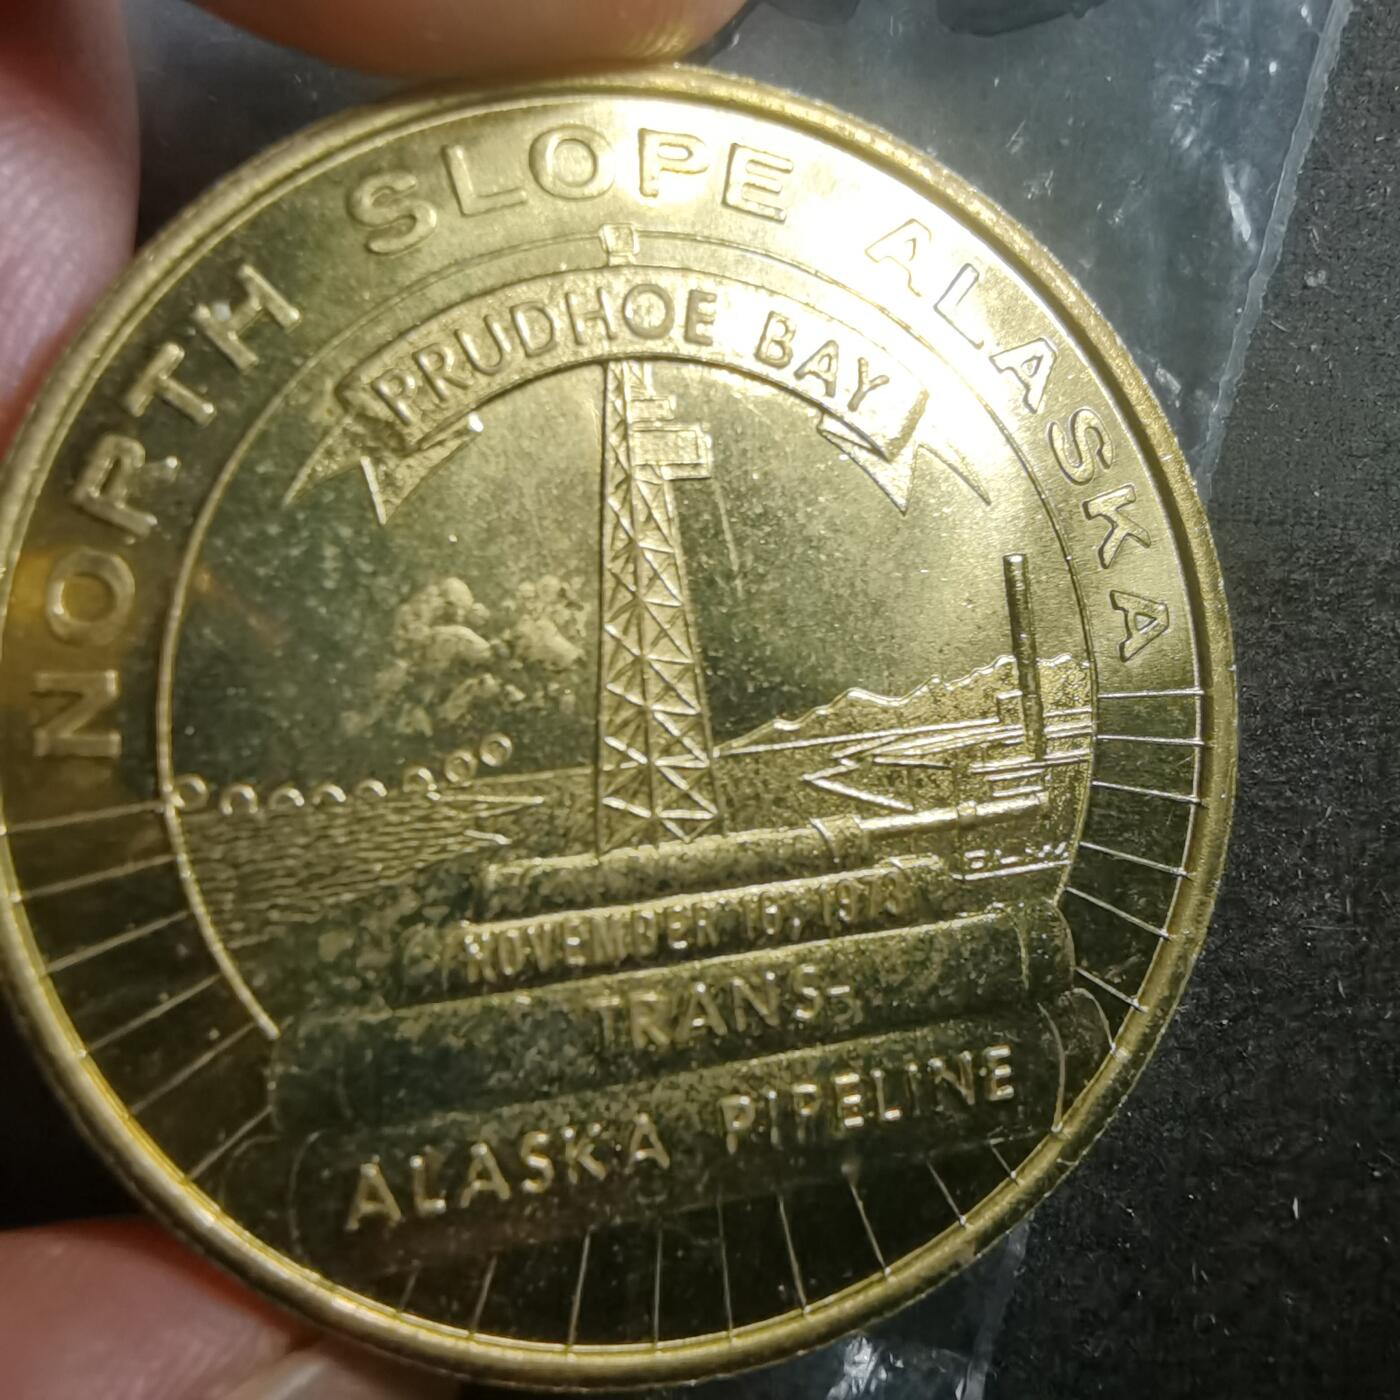 NORTH SLOPE ALASKA
PRUDHOE BAY
NOVEMBER 16, 1973
TRANS-
ALASKA PIPELINE